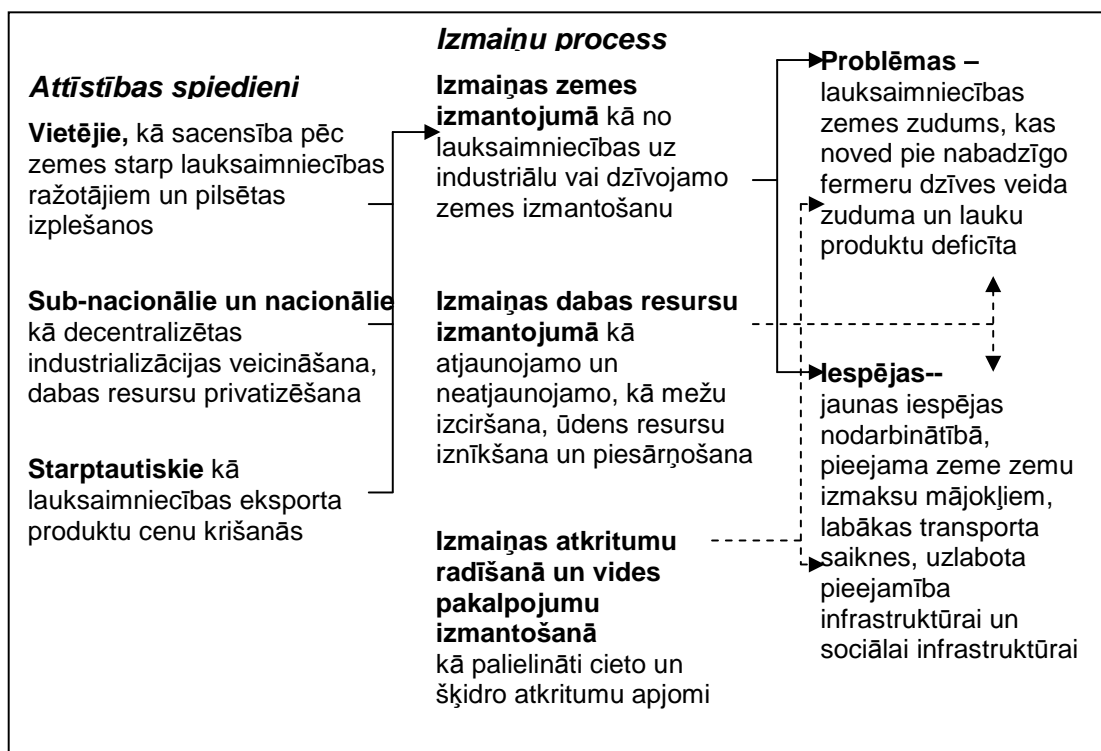 Attīstības spiedieni
Vietējie, kā sacensība pēc
zemes starp lauksaimniecības
ražotājiem un pilsētas
izplešanos
Sub-nacionālie un nacionālie
kā decentralizētas
industrializācijas veicināšana,
dabas resursu privatizēšana
Starptautiskie kā
lauksaimniecības eksporta
produktu cenu krišanās
Izmaiņu process
Izmaiņas zemes
izmantojumā kā no
lauksaimniecības uz
industriālu vai dzīvojamo
zemes izmantošanu
Izmaiņas dabas resursu
izmantojumā kā
atjaunojamo un
neatjaunojamo, kā mežu
izciršana, ūdens resursu
iznīkšana un piesārņošana
Izmaiņas atkritumu
radīšanā un vides
pakalpojumu
izmantošanā
kā palielināti cieto un
šķidro atkritumu apjomi
Problēmas –
lauksaimniecības
zemes zudums, kas
noved pie nabadzīgo
fermeru dzīves veida
zuduma un lauku
produktu deficīta
Iespējas--
jaunas iespējas
nodarbinātībā,
pieejama zeme zemu
izmaksu mājokļiem,
labākas transporta
saiknes, uzlabota
pieejamība
infrastruktūrai un
sociālai infrastruktūrai